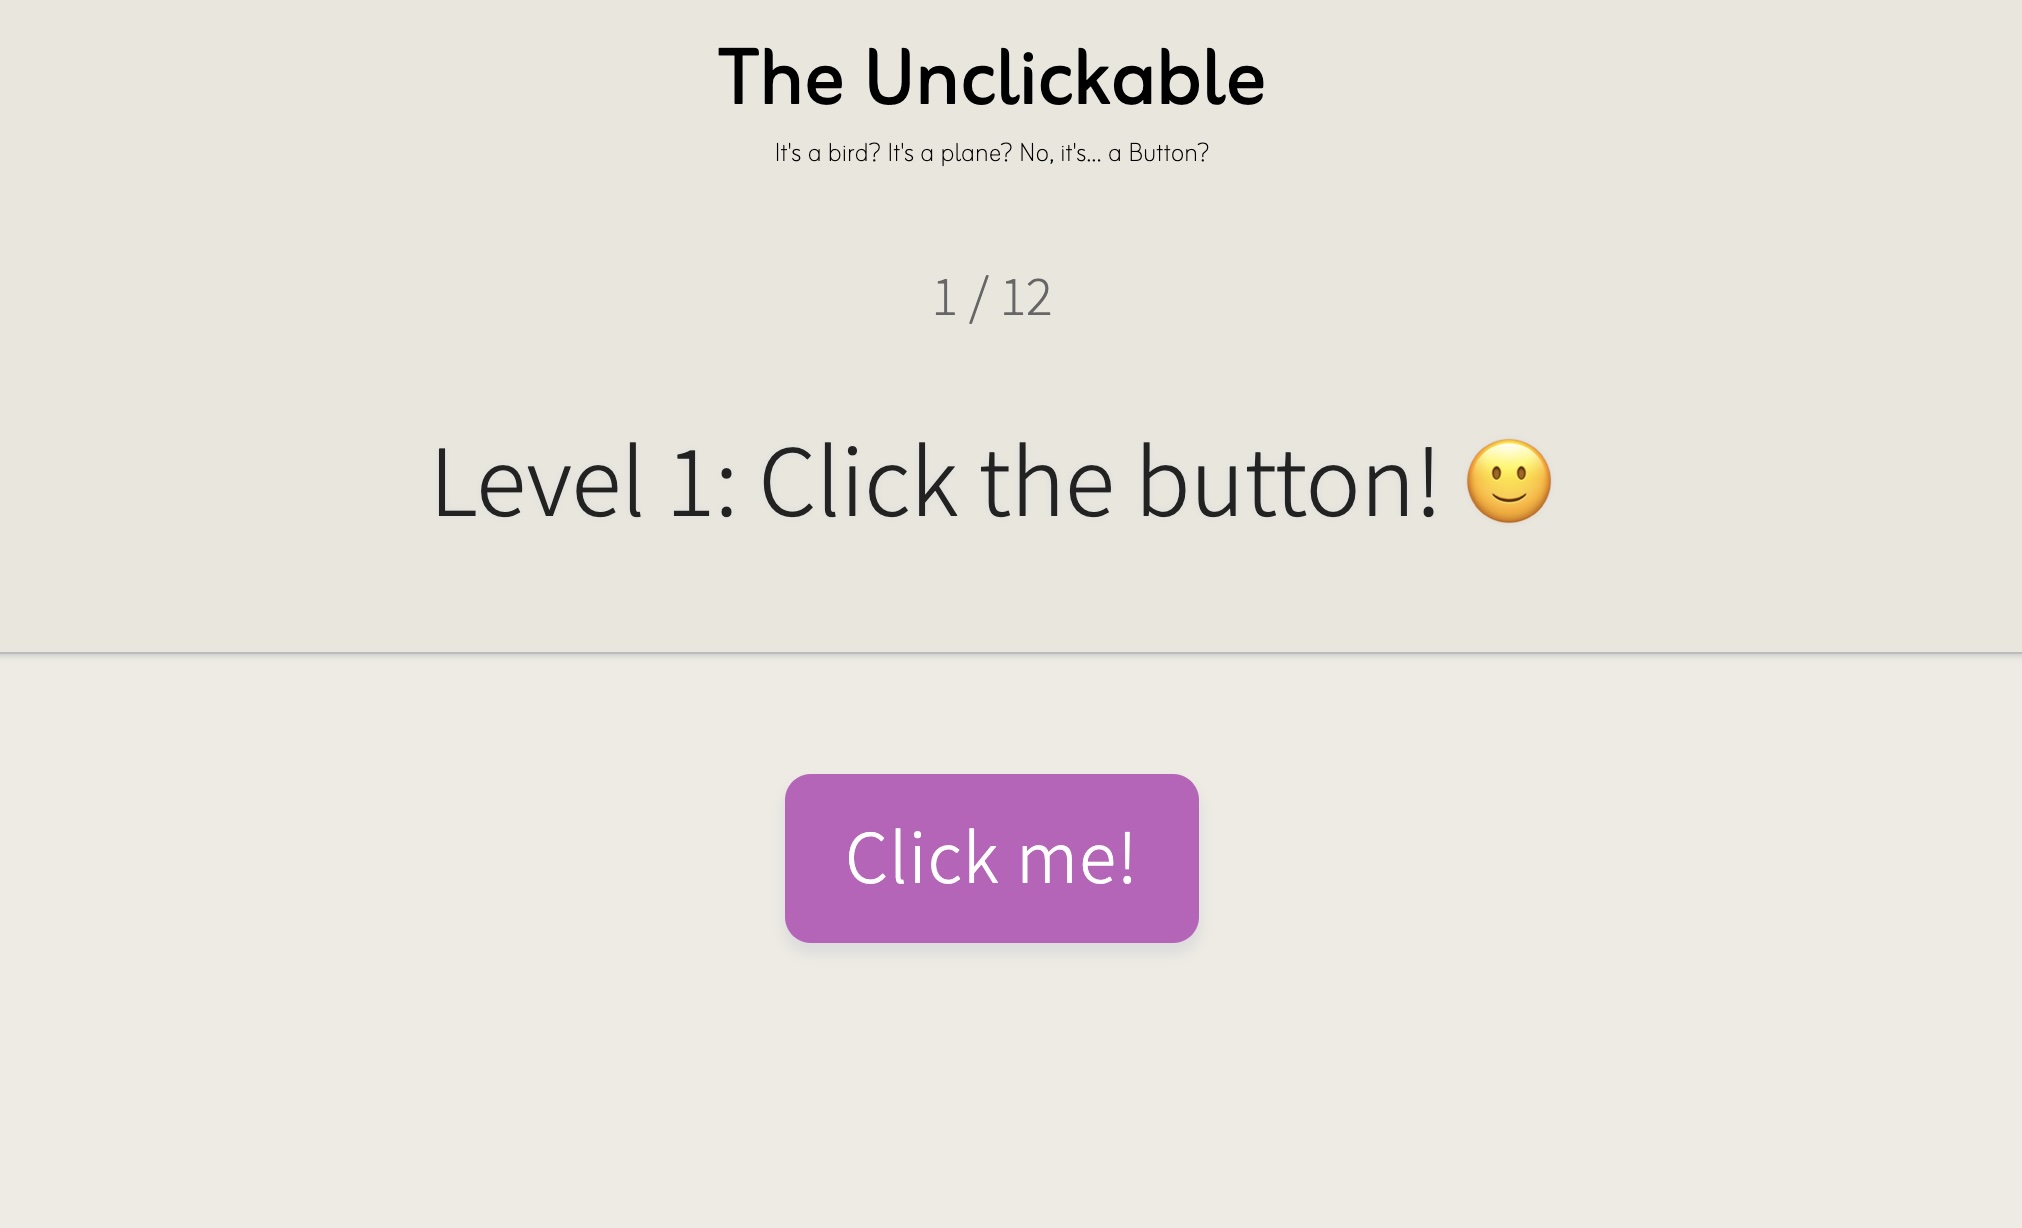 The Unclickable
It's a bird? It's a plane? No, it's... a Button?
1 / 12
Level 1: Click the button! 🙂
Click me!